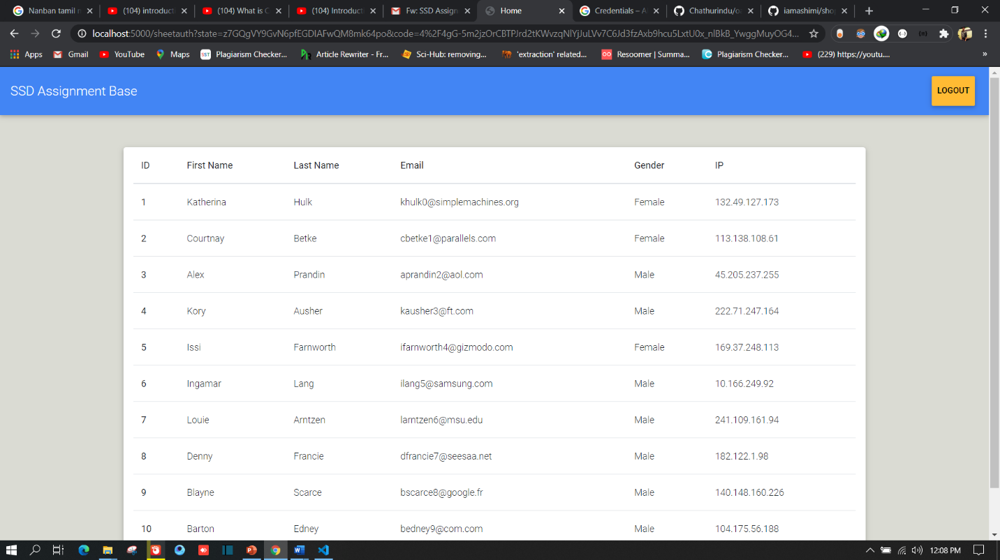 Nanban tamil (104) introducti (104) What is C (104) Introducti Fw: SSD Assign Home Credentials – A Chathurindu/o iamashimi/sho
localhost:5000/sheetauth?state=z7GQgVY9GvN6pfEGDIAFwQM8mk64po&code=4%2F4gG-5m2jzOrCBTPJrd2tKWvzqNlYjJuLVv7C6Jd3fzAxb9hcu5LxtU0x_nlBkB_YwggMuyOG4...
Apps Gmail YouTube Maps SST Plagiarism Checker... Article Rewriter - Fr... Sci-Hub: removing... 'extraction' related... Resoomer | Summa... Plagiarism Checker... (229) https://youtu.... »
SSD Assignment Base LOGOUT
ID First Name Last Name Email Gender IP
1 Katherina Hulk khulk0@simplemachines.org Female 132.49.127.173
2 Courtnay Betke cbetke1@parallels.com Female 113.138.108.61
3 Alex Prandin aprandin2@aol.com Male 45.205.237.255
4 Kory Ausher kausher3@ft.com Male 222.71.247.164
5 Issi Farnworth ifarnworth4@gizmodo.com Female 169.37.248.113
6 Ingamar Lang ilang5@samsung.com Male 10.166.249.92
7 Louie Arntzen larntzen6@msu.edu Male 241.109.161.94
8 Denny Francie dfrancie7@seesaa.net Male 182.122.1.98
9 Blayne Scarce bscarce8@google.fr Male 140.148.160.226
10 Barton Edney bedney9@com.com Male 104.175.56.188
12:08 PM